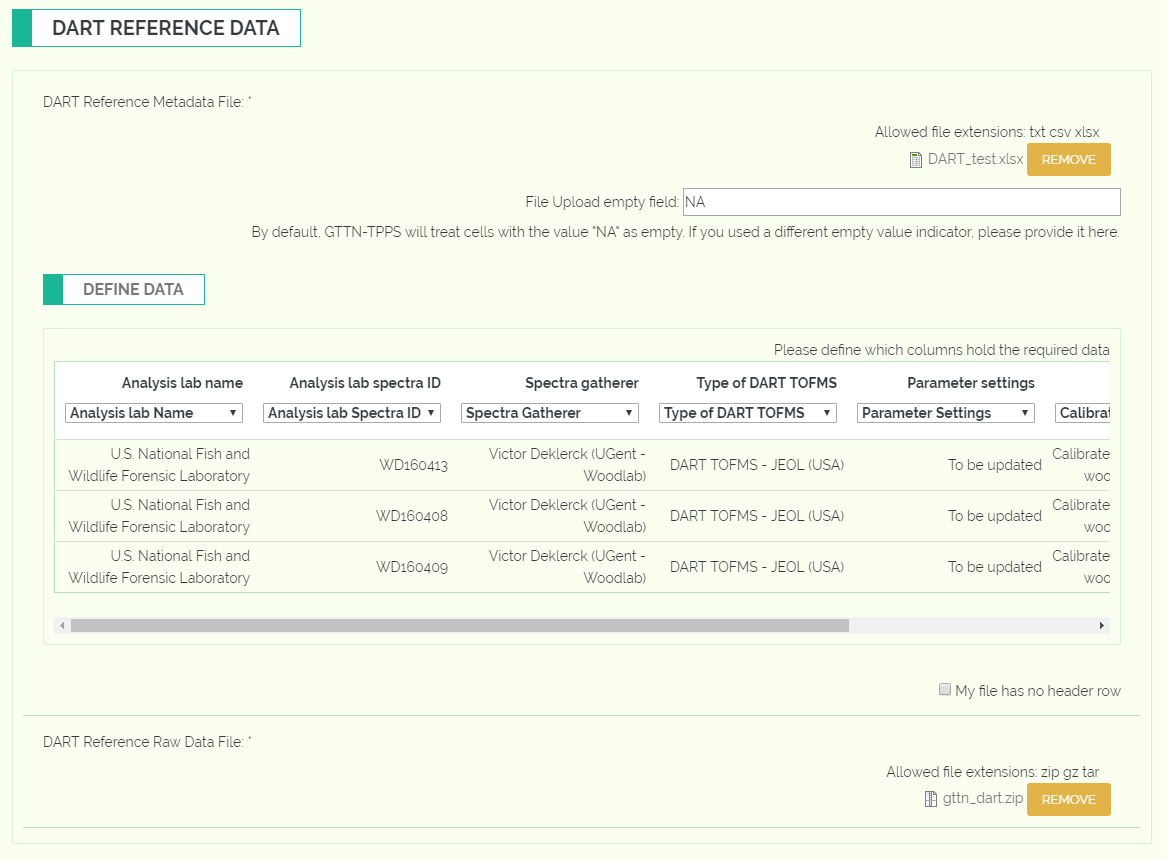 DART REFERENCE DATA
DART Reference Metadata File: *
Allowed file extensions: txt csv xlsx
DART_test.xlsx REMOVE
File Upload empty field: NA
By default, GTTN-TPPS will treat cells with the value "NA" as empty. If you used a different empty value indicator, please provide it here.
DEFINE DATA
Please define which columns hold the required data
Analysis lab name Analysis lab spectra ID Spectra gatherer Type of DART TOFMS Parameter settings
Analysis lab Name Analysis lab Spectra ID Spectra Gatherer Type of DART TOFMS Parameter Settings Calibrat
U.S. National Fish and Victor Deklerck (UGent - Calibrate
Wildlife Forensic Laboratory WD160413 Woodlab) DART TOFMS - JEOL (USA) To be updated woo
U.S. National Fish and Victor Deklerck (UGent - Calibrate
Wildlife Forensic Laboratory WD160408 Woodlab) DART TOFMS - JEOL (USA) To be updated woo
U.S. National Fish and Victor Deklerck (UGent - Calibrate
Wildlife Forensic Laboratory WD160409 Woodlab) DART TOFMS - JEOL (USA) To be updated woo
My file has no header row
DART Reference Raw Data File: *
Allowed file extensions: zip gz tar
gttn_dart.zip REMOVE